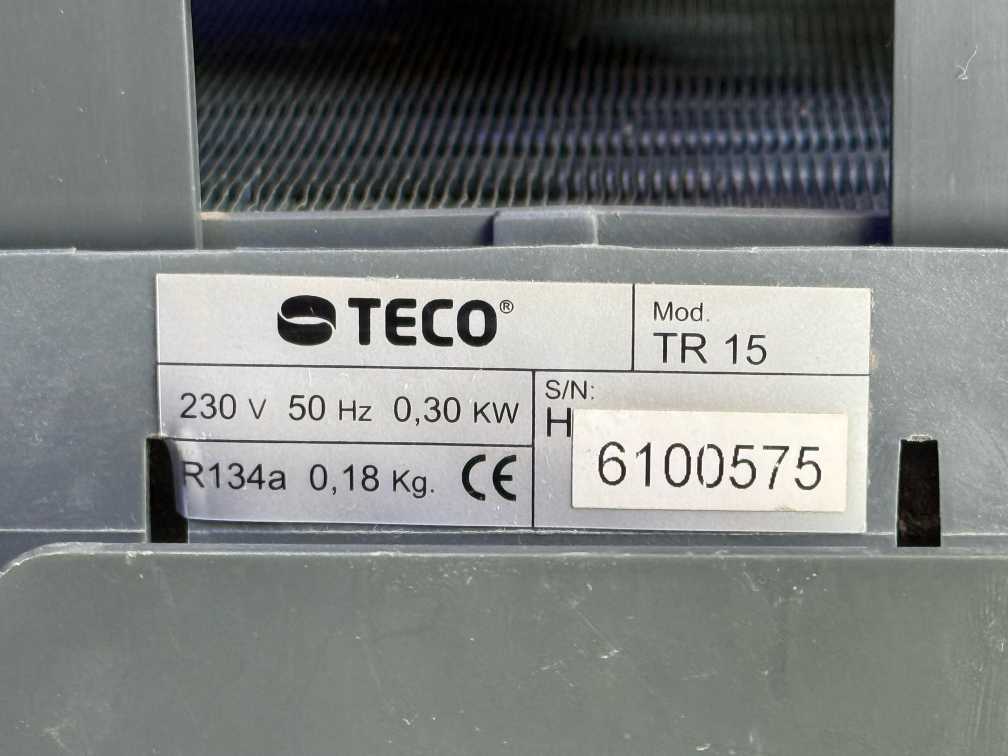 TECO®
Mod.
TR 15
230 V 50 Hz 0,30 KW
S/N:
H
6100575
R134a 0,18 Kg. CE